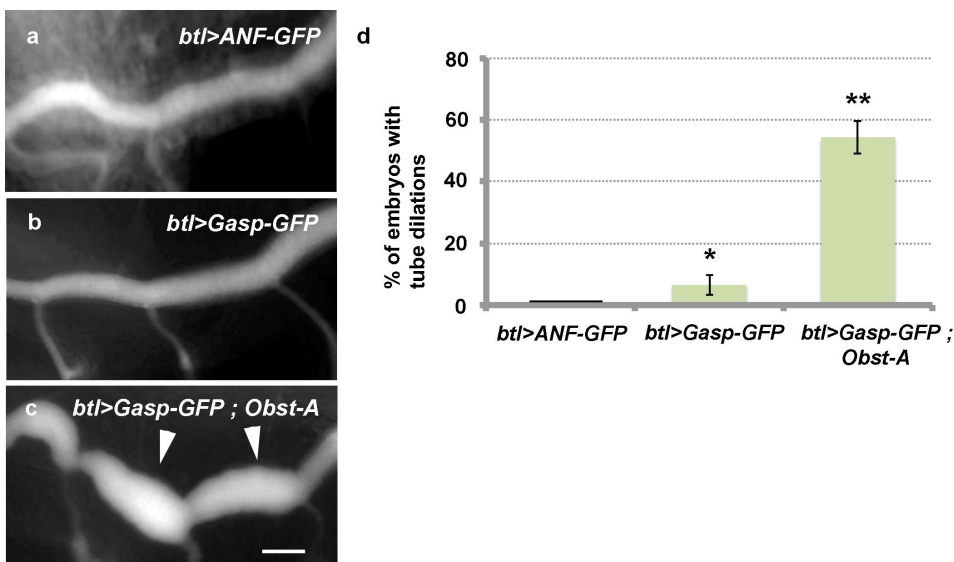 a
btl>ANF-GFP
b
btl>Gasp-GFP
c
btl>Gasp-GFP ; Obst-A
d
% of embryos with
tube dilations
80
60
40
20
0
*
**
btl>ANF-GFP
btl>Gasp-GFP
btl>Gasp-GFP ;
Obst-A